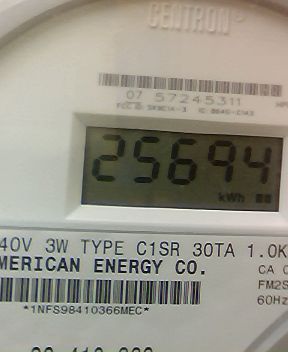 CENTRON
07 57245311
25694
kWh
40V 3W TYPE C1SR 30TA 1.0K
MERICAN ENERGY CO.
CA 0
FM2S
60Hz
*1NFS98410366MEC*